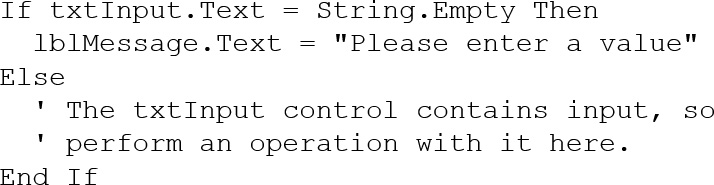 If txtInput.Text = String.Empty Then
  lblMessage.Text = "Please enter a value"
Else
  ' The txtInput control contains input, so
  ' perform an operation with it here.
End If